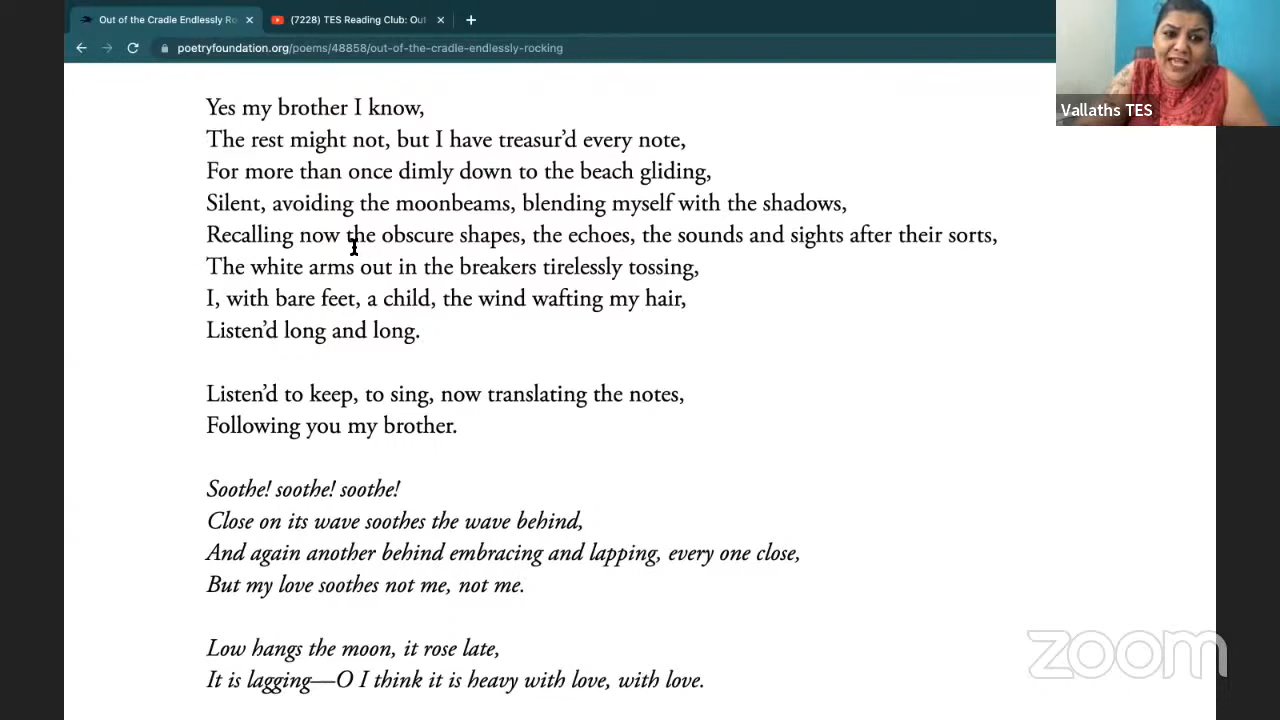 Out of the Cradle Endlessly Ro
(7228) TES Reading Club: Out
poetryfoundation.org/poems/48858/out-of-the-cradle-endlessly-rocking
Vallaths TES
Yes my brother I know,
The rest might not, but I have treasur’d every note,
For more than once dimly down to the beach gliding,
Silent, avoiding the moonbeams, blending myself with the shadows,
Recalling now the obscure shapes, the echoes, the sounds and sights after their sorts,
The white arms out in the breakers tirelessly tossing,
I, with bare feet, a child, the wind wafting my hair,
Listen’d long and long.
Listen’d to keep, to sing, now translating the notes,
Following you my brother.
Soothe! soothe! soothe!
Close on its wave soothes the wave behind,
And again another behind embracing and lapping, every one close,
But my love soothes not me, not me.
Low hangs the moon, it rose late,
It is lagging—O I think it is heavy with love, with love.
zoom